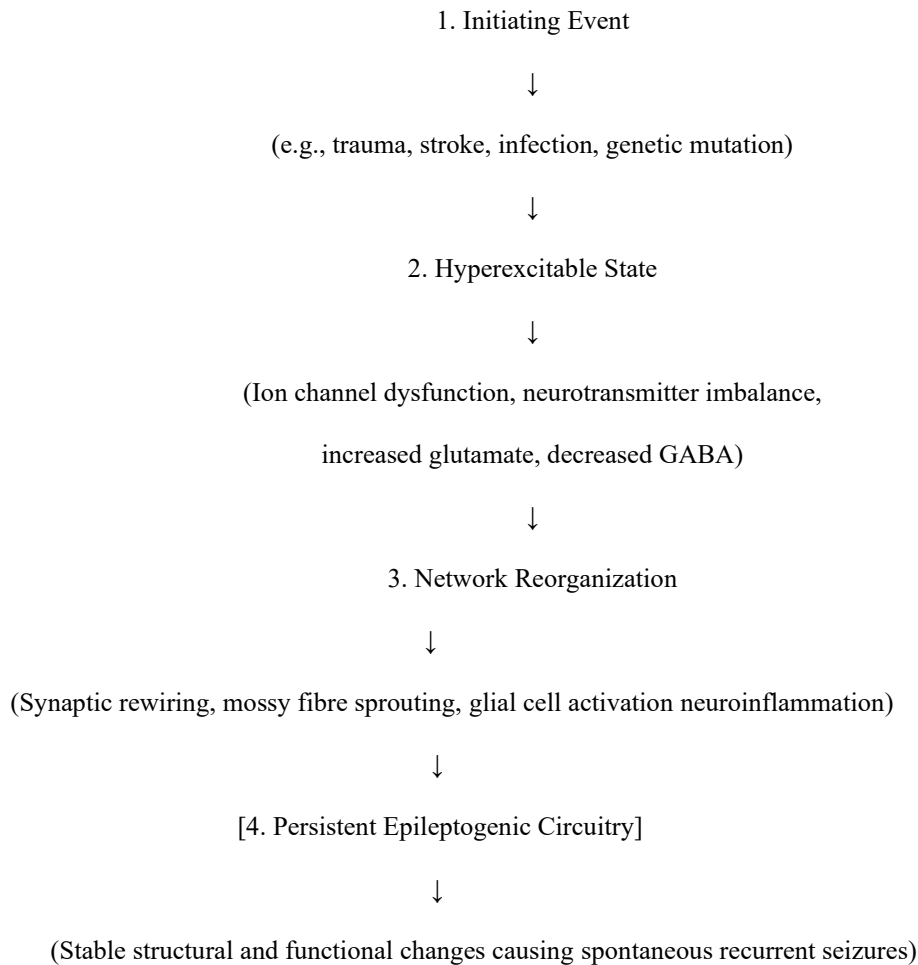 1. Initiating Event
↓
(e.g., trauma, stroke, infection, genetic mutation)
↓
2. Hyperexcitable State
↓
(Ion channel dysfunction, neurotransmitter imbalance,
increased glutamate, decreased GABA)
↓
3. Network Reorganization
↓
(Synaptic rewiring, mossy fibre sprouting, glial cell activation neuroinflammation)
↓
[4. Persistent Epileptogenic Circuitry]
↓
(Stable structural and functional changes causing spontaneous recurrent seizures)